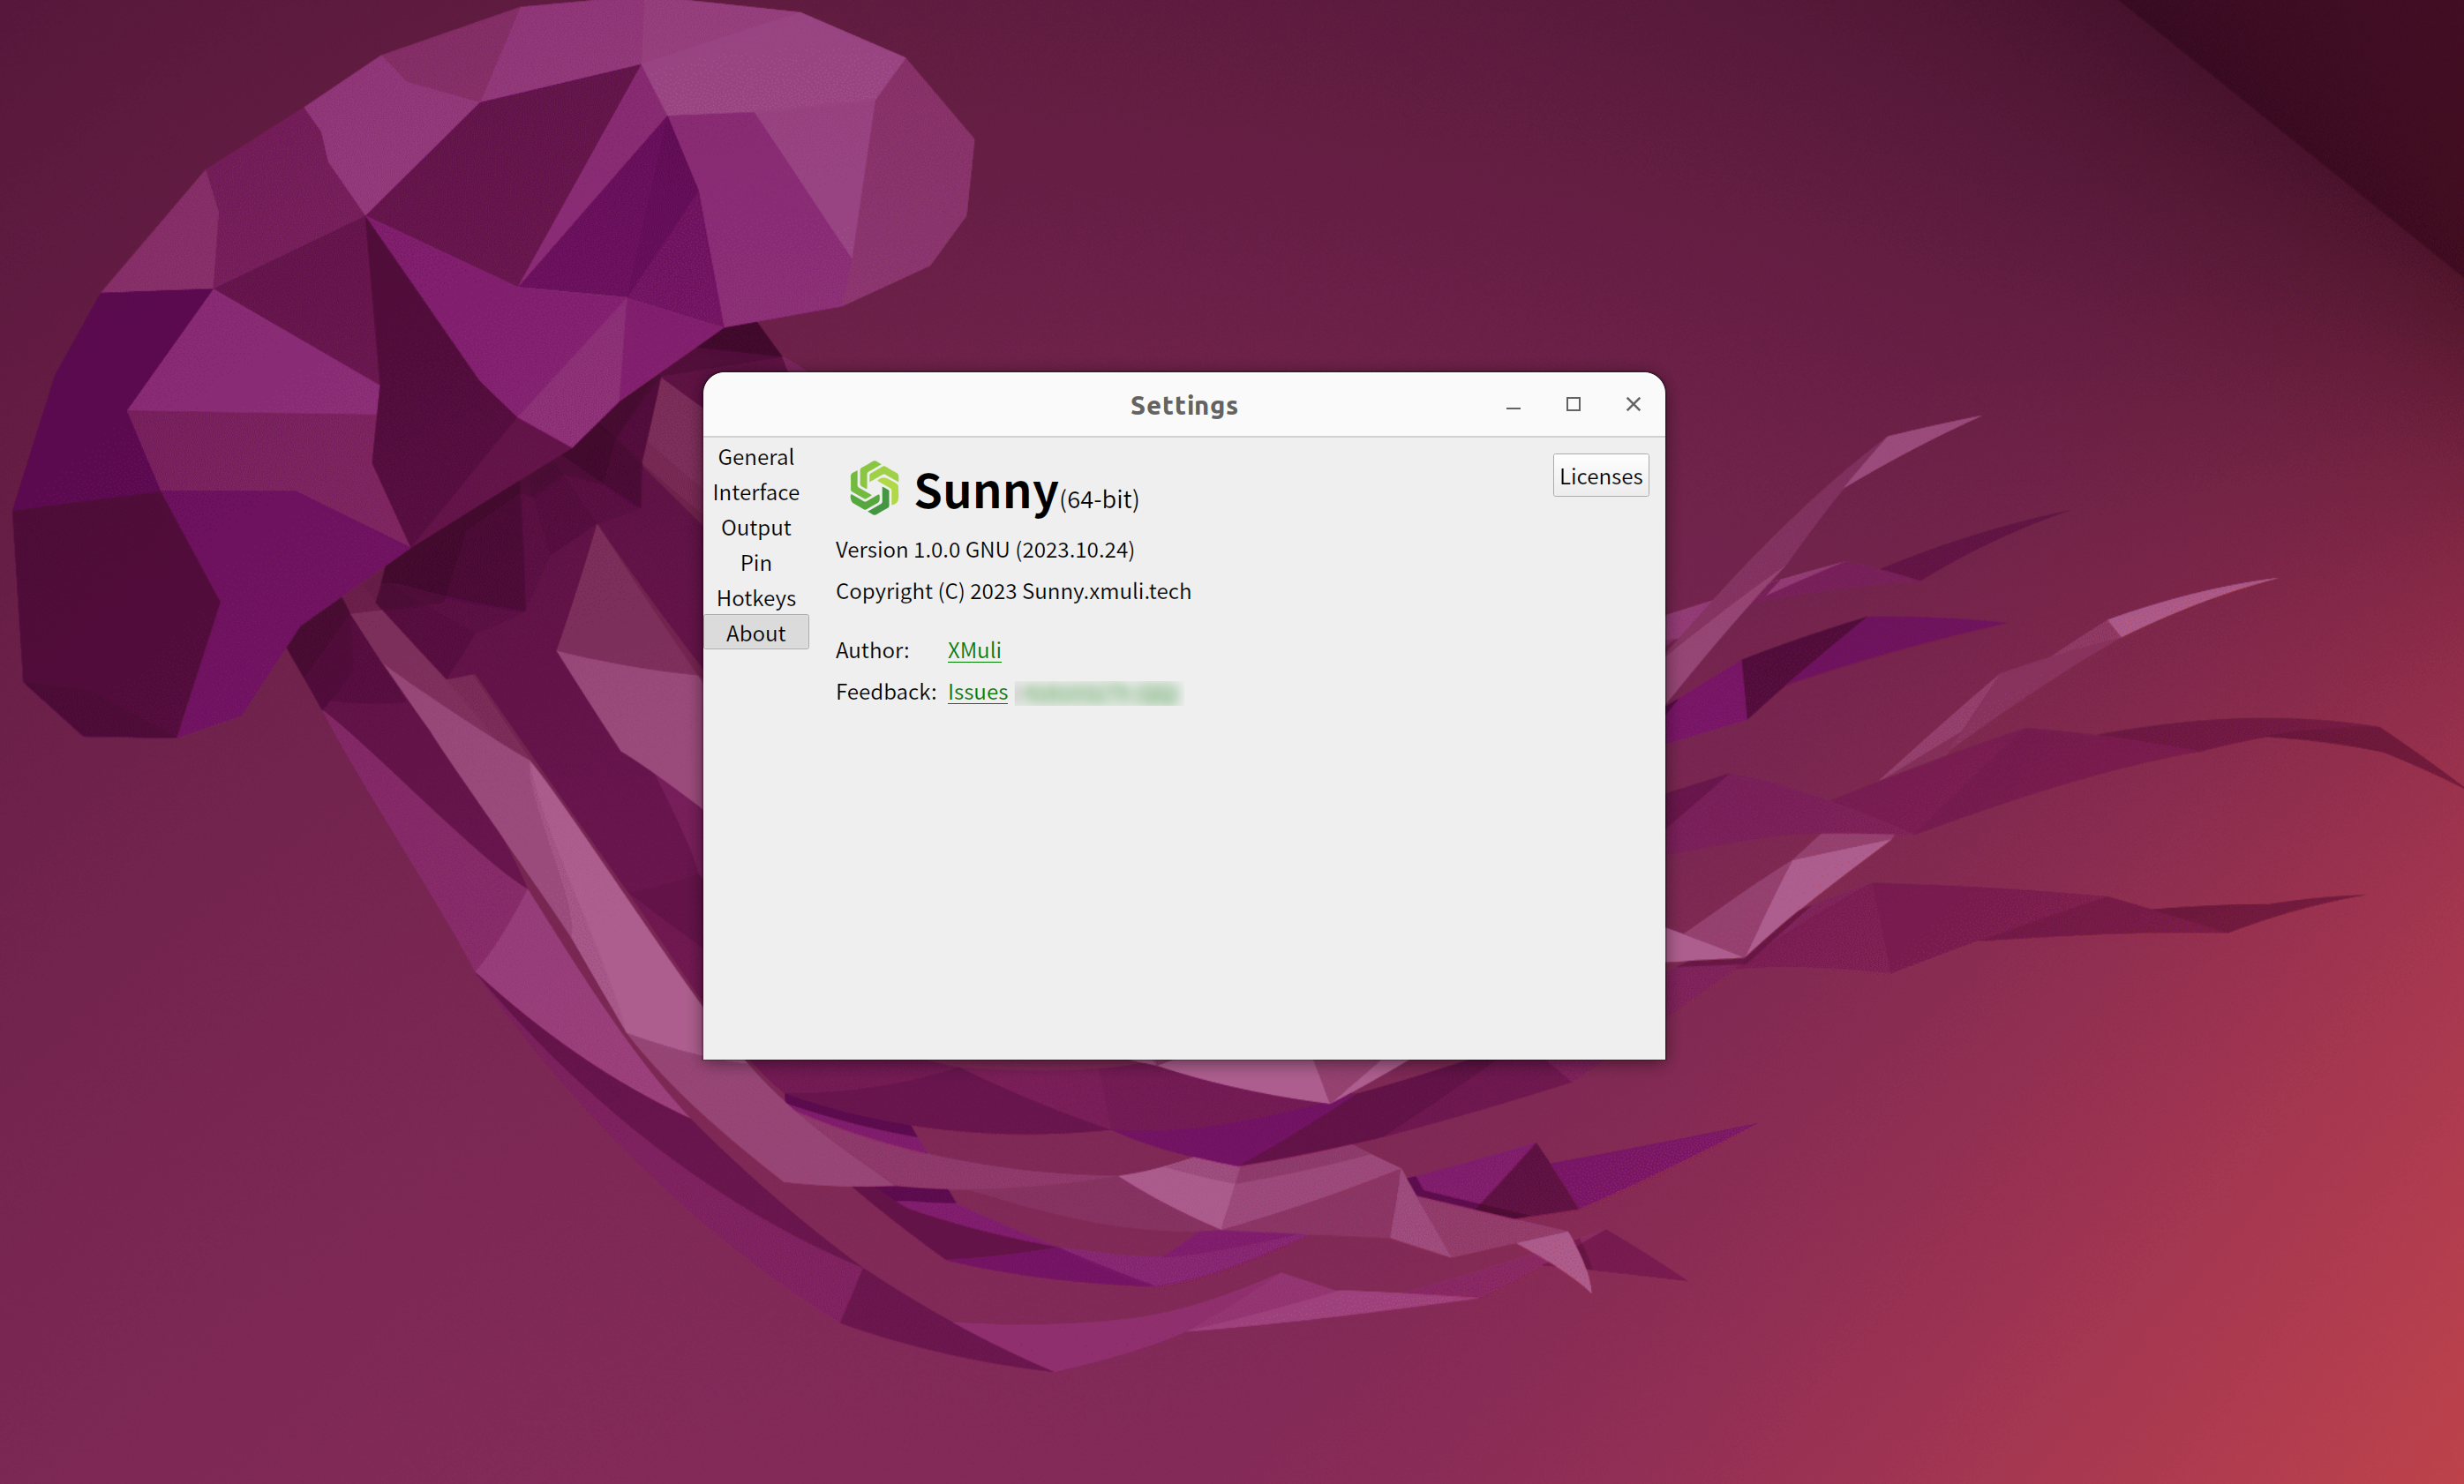 Settings
General
Interface
Output
Pin
Hotkeys
About
Sunny(64-bit)
Licenses
Version 1.0.0 GNU (2023.10.24)
Copyright (C) 2023 Sunny.xmuli.tech
Author: XMuli
Feedback: Issues